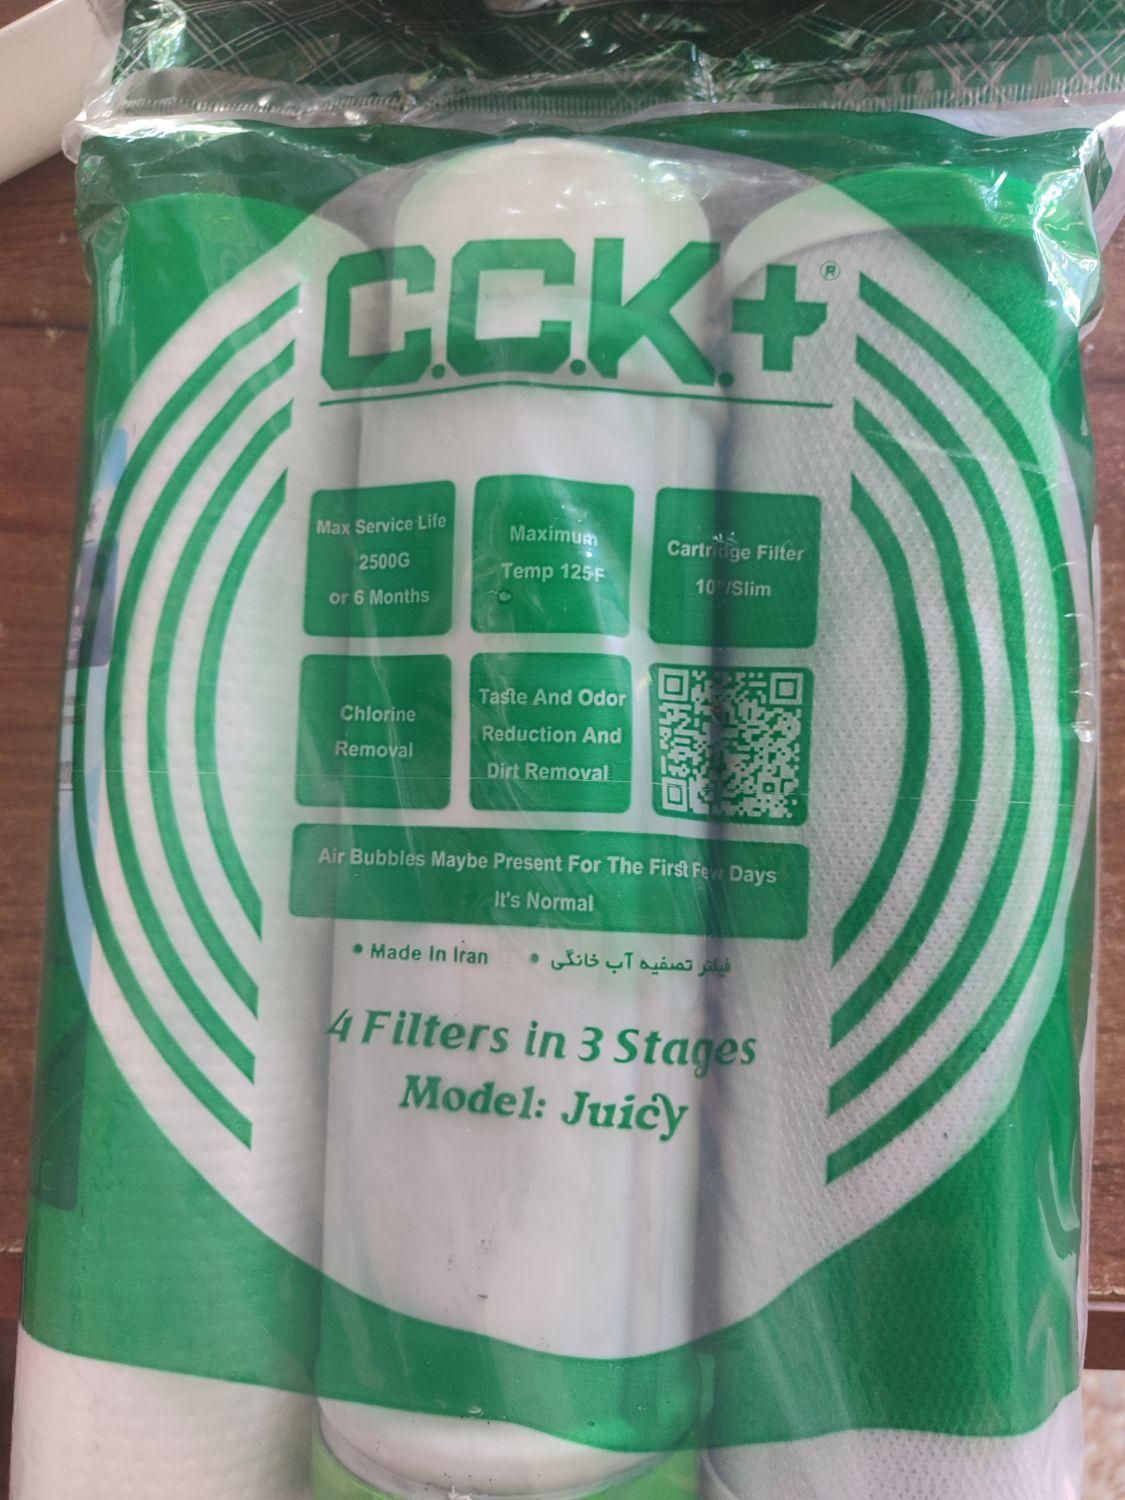 C.C.K.+®
Max Service Life
2500G
or 6 Months
Maximum
Temp 125F
Cartridge Filter
10"/Slim
Chlorine
Removal
Taste And Odor
Reduction And
Dirt Removal
Air Bubbles Maybe Present For The First Few Days
It's Normal
• Made In Iran
• فیلتر تصفیه آب خانگی
4 Filters in 3 Stages
Model: Juicy